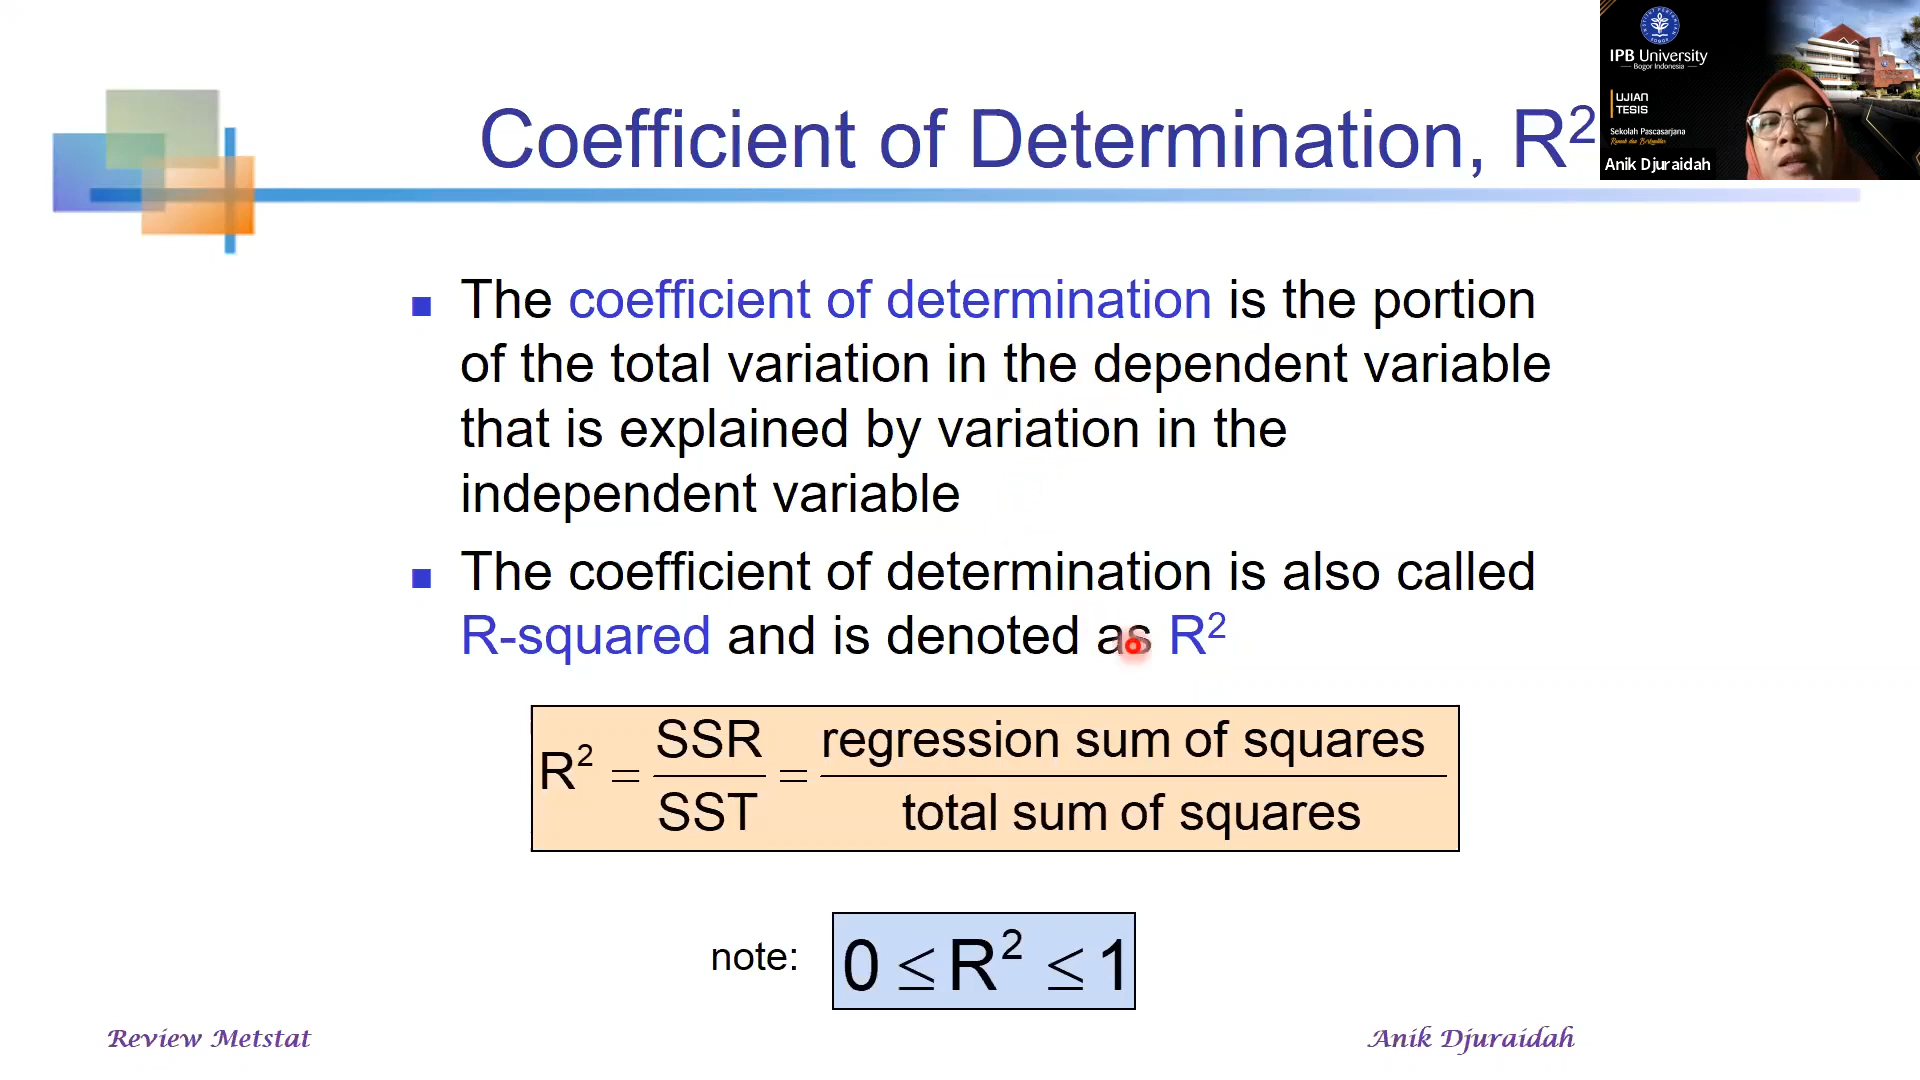 Coefficient of Determination, R²
IPB University
Bogor Indonesia
UJIAN
TESIS
Sekolah Pascasarjana
Anik Djuraidah
The coefficient of determination is the portion
of the total variation in the dependent variable
that is explained by variation in the
independent variable
The coefficient of determination is also called
R-squared and is denoted as R²
R² = SSR / SST = regression sum of squares / total sum of squares
note: 0 ≤ R² ≤ 1
Review Metstat
Anik Djuraidah